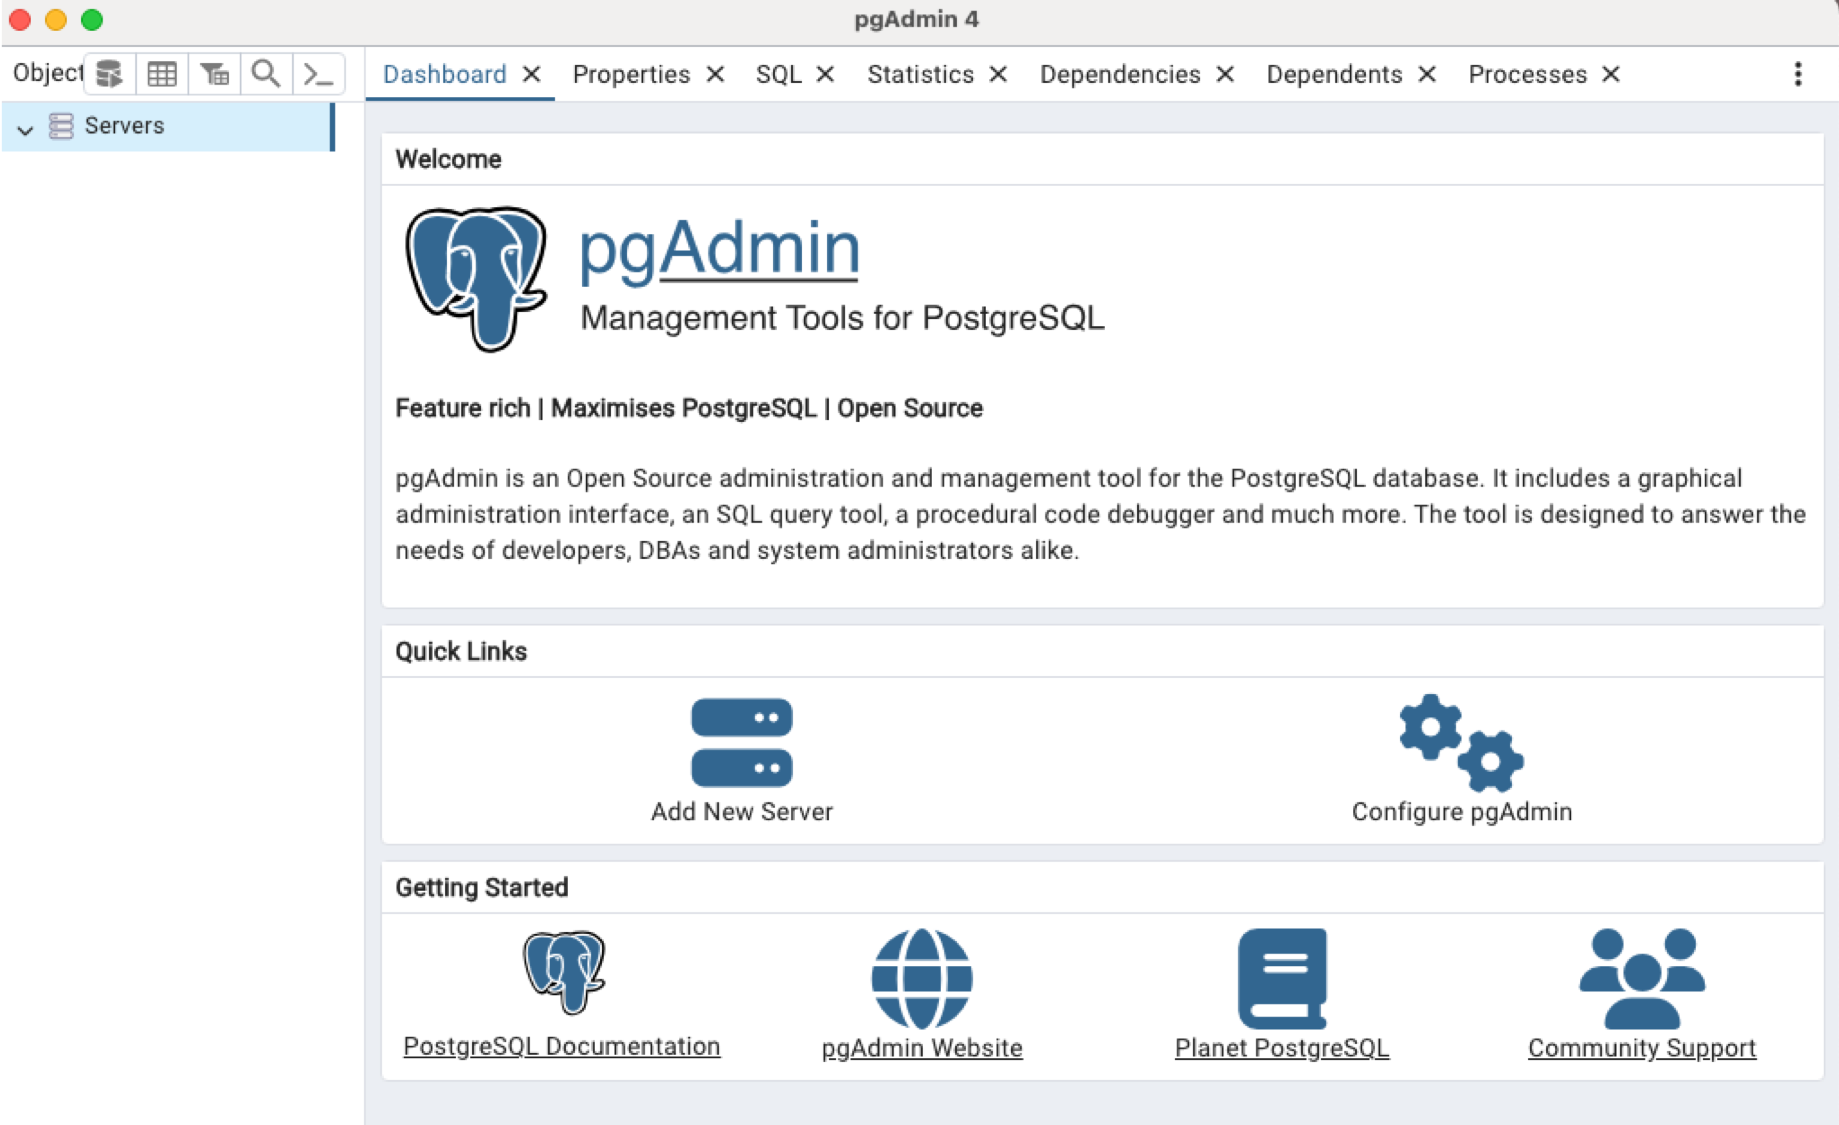 pgAdmin 4
Object
Dashboard Properties SQL Statistics Dependencies Dependents Processes
Servers
Welcome
pgAdmin
Management Tools for PostgreSQL
Feature rich | Maximises PostgreSQL | Open Source
pgAdmin is an Open Source administration and management tool for the PostgreSQL database. It includes a graphical
administration interface, an SQL query tool, a procedural code debugger and much more. The tool is designed to answer the
needs of developers, DBAs and system administrators alike.
Quick Links
Add New Server
Configure pgAdmin
Getting Started
PostgreSQL Documentation
pgAdmin Website
Planet PostgreSQL
Community Support